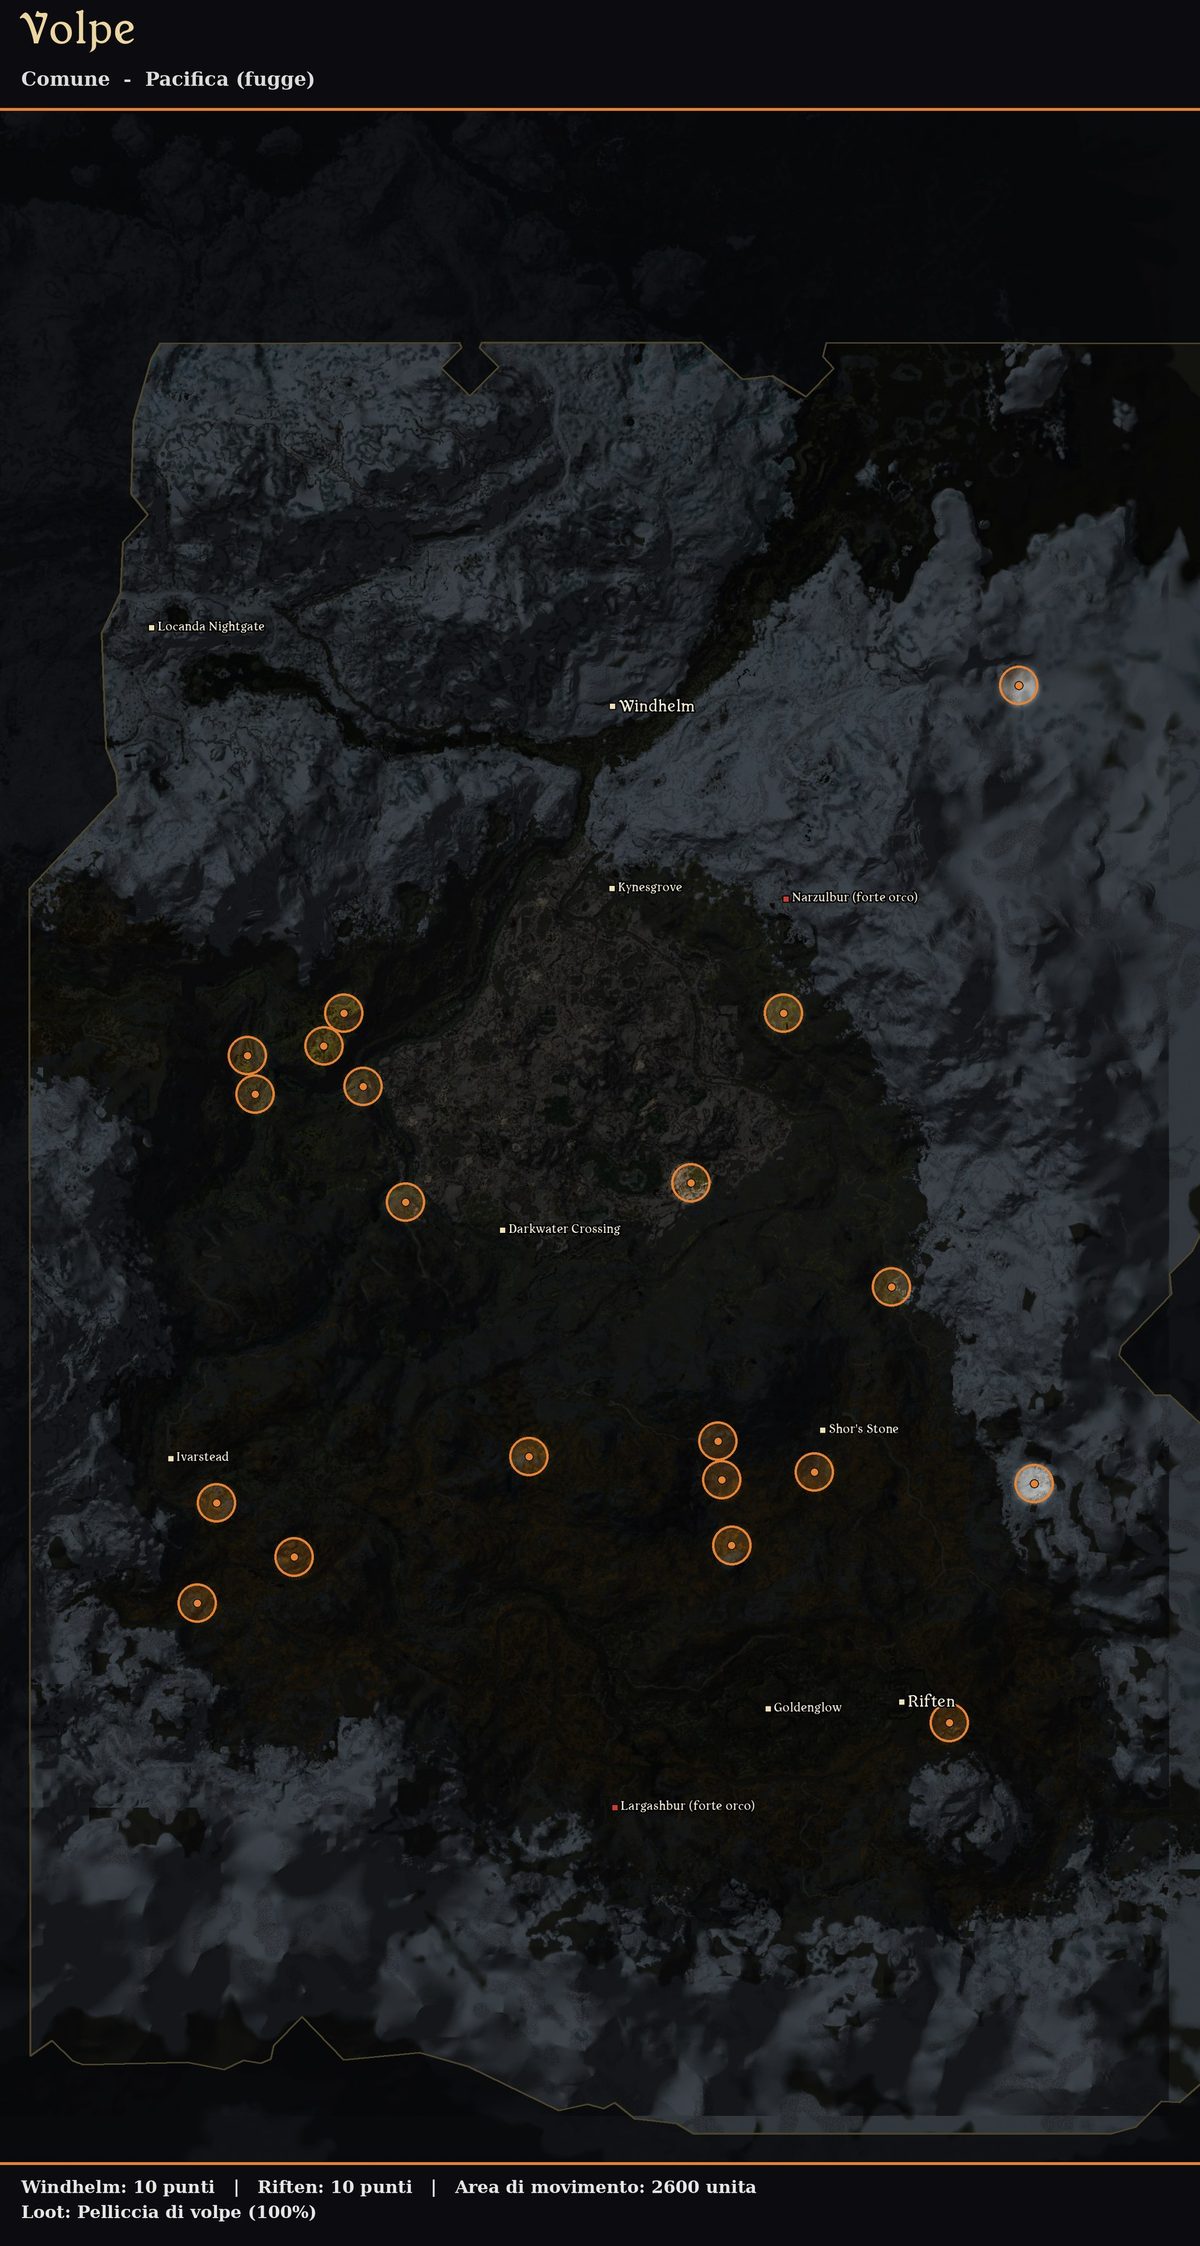 Volpe
Comune - Pacifica (fugge)
Locanda Nightgate
Windhelm
Kynesgrove
Narzulbur (forte orco)
Darkwater Crossing
Shor's Stone
Ivarstead
Riften
Goldenglow
Largashbur (forte orco)
Windhelm: 10 punti | Riften: 10 punti | Area di movimento: 2600 unita
Loot: Pelliccia di volpe (100%)